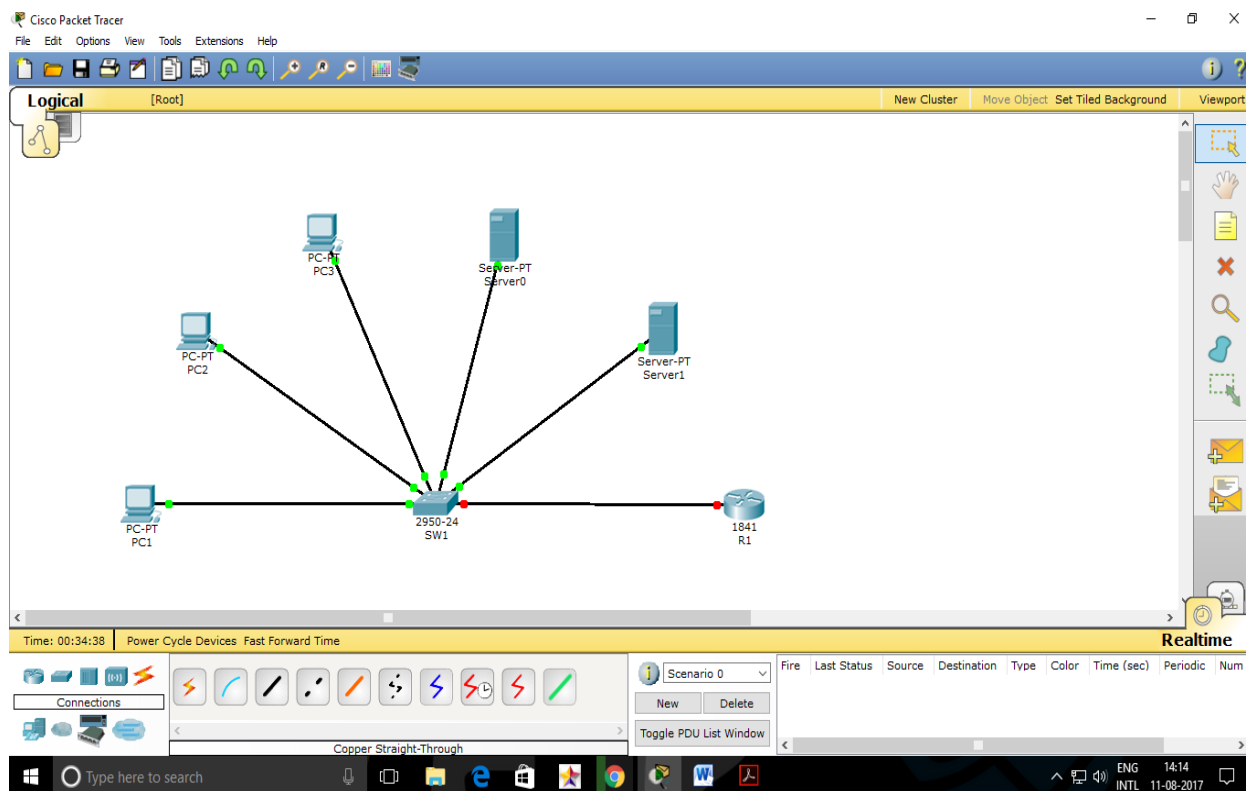 Cisco Packet Tracer
File Edit Options View Tools Extensions Help
Logical [Root] New Cluster Move Object Set Tiled Background Viewport
PC-PT
PC3
Server-PT
Server0
PC-PT
PC2
Server-PT
Server1
PC-PT
PC1
2950-24
SW1
1841
R1
Time: 00:34:38 Power Cycle Devices Fast Forward Time Realtime
Connections
Copper Straight-Through
Scenario 0
New Delete
Toggle PDU List Window
Fire Last Status Source Destination Type Color Time (sec) Periodic Num
Type here to search
ENG 14:14
INTL 11-08-2017